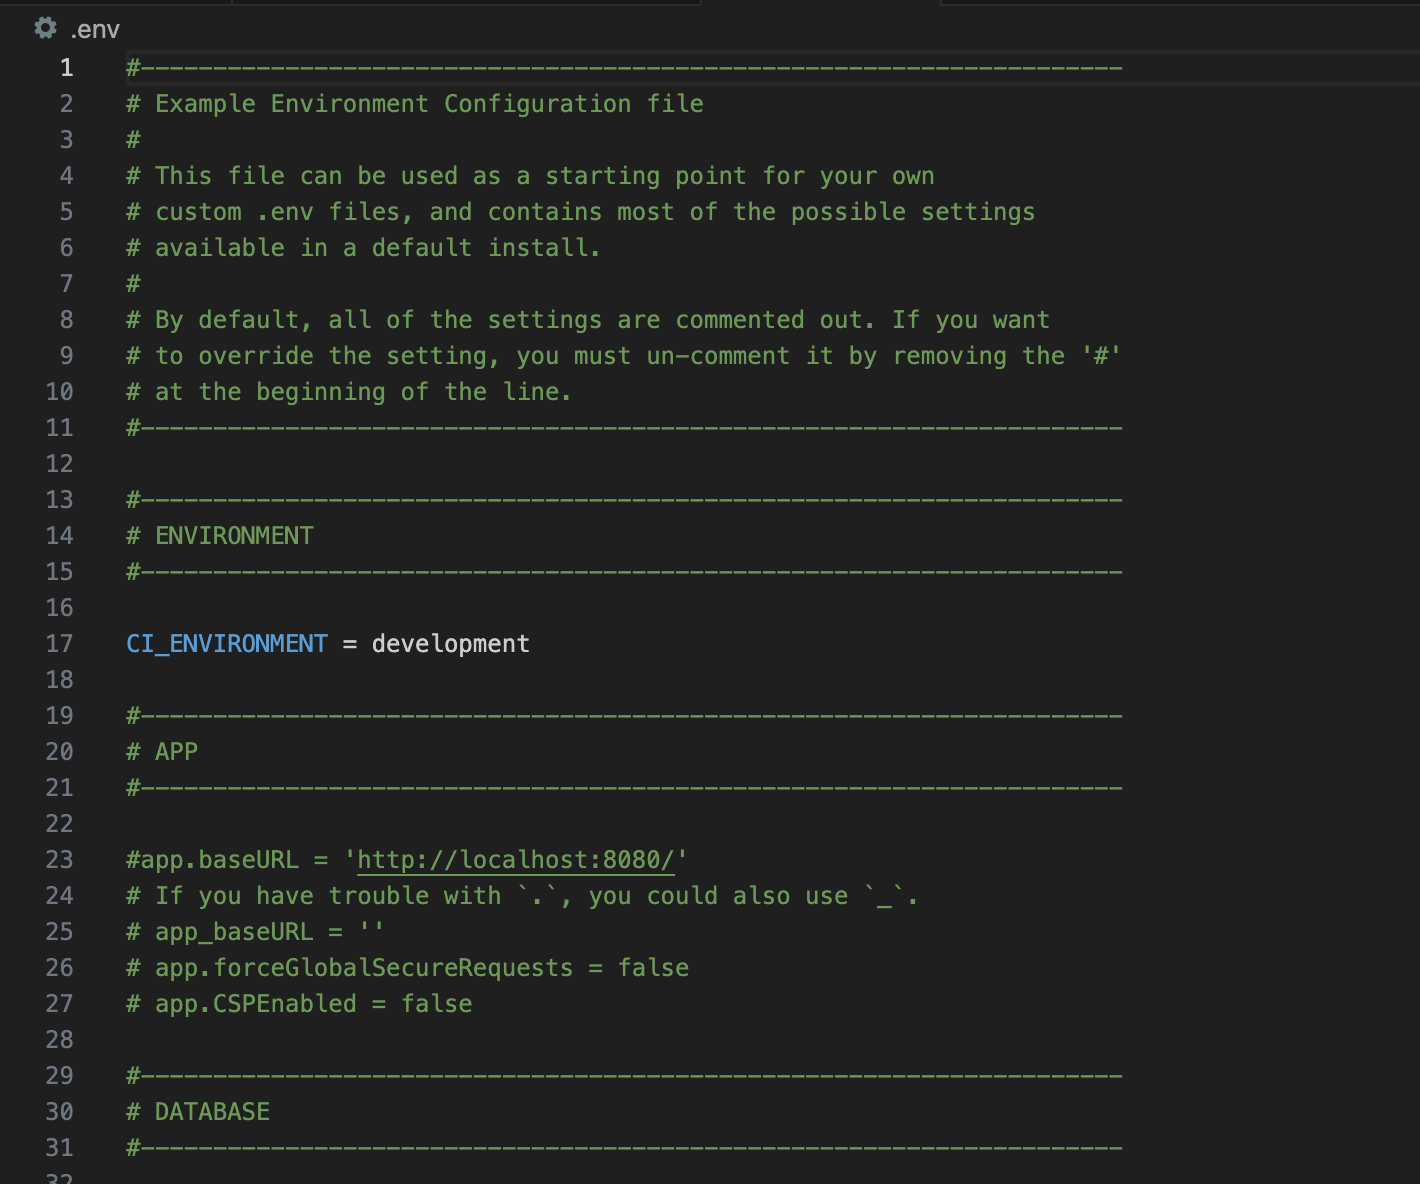 .env
1 #--------------------------------------------------------------------
2 # Example Environment Configuration file
3 #
4 # This file can be used as a starting point for your own
5 # custom .env files, and contains most of the possible settings
6 # available in a default install.
7 #
8 # By default, all of the settings are commented out. If you want
9 # to override the setting, you must un-comment it by removing the '#'
10 # at the beginning of the line.
11 #--------------------------------------------------------------------
12
13 #--------------------------------------------------------------------
14 # ENVIRONMENT
15 #--------------------------------------------------------------------
16
17 CI_ENVIRONMENT = development
18
19 #--------------------------------------------------------------------
20 # APP
21 #--------------------------------------------------------------------
22
23 #app.baseURL = 'http://localhost:8080/'
24 # If you have trouble with `.`, you could also use `_`.
25 # app_baseURL = ''
26 # app.forceGlobalSecureRequests = false
27 # app.CSPEnabled = false
28
29 #--------------------------------------------------------------------
30 # DATABASE
31 #--------------------------------------------------------------------
32